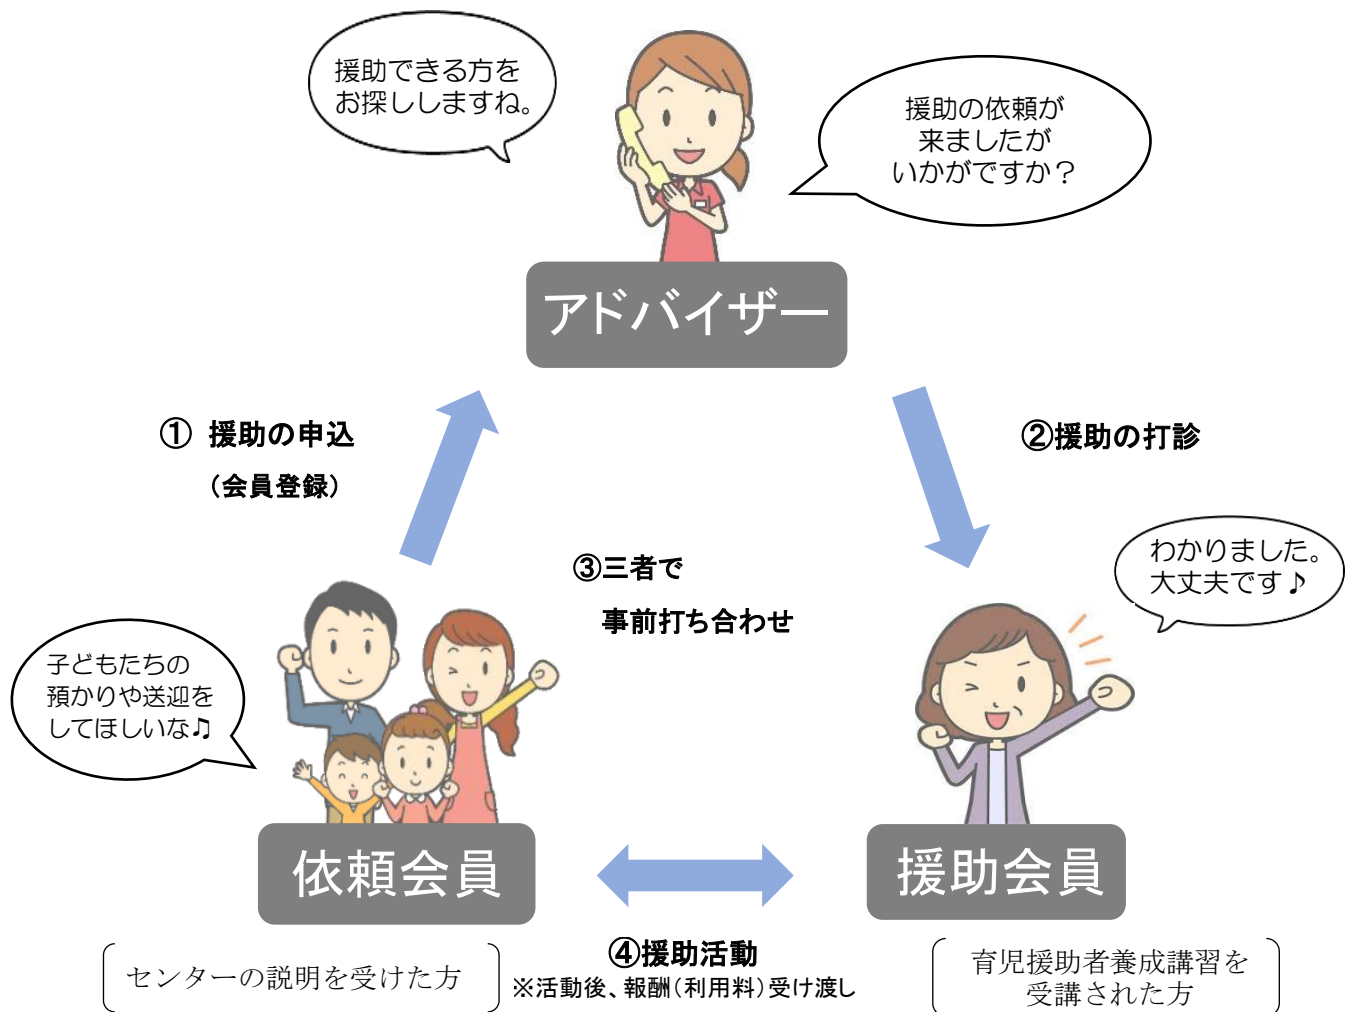 援助できる方を
お探ししますね。
援助の依頼が
来ましたが
いかがですか？
アドバイザー
① 援助の申込
（会員登録）
②援助の打診
③三者で
事前打ち合わせ
わかりました。
大丈夫です♪
子どもたちの
預かりや送迎を
してほしいな♫
依頼会員
援助会員
センターの説明を受けた方
④援助活動
※活動後、報酬（利用料）受け渡し
育児援助者養成講習を
受講された方